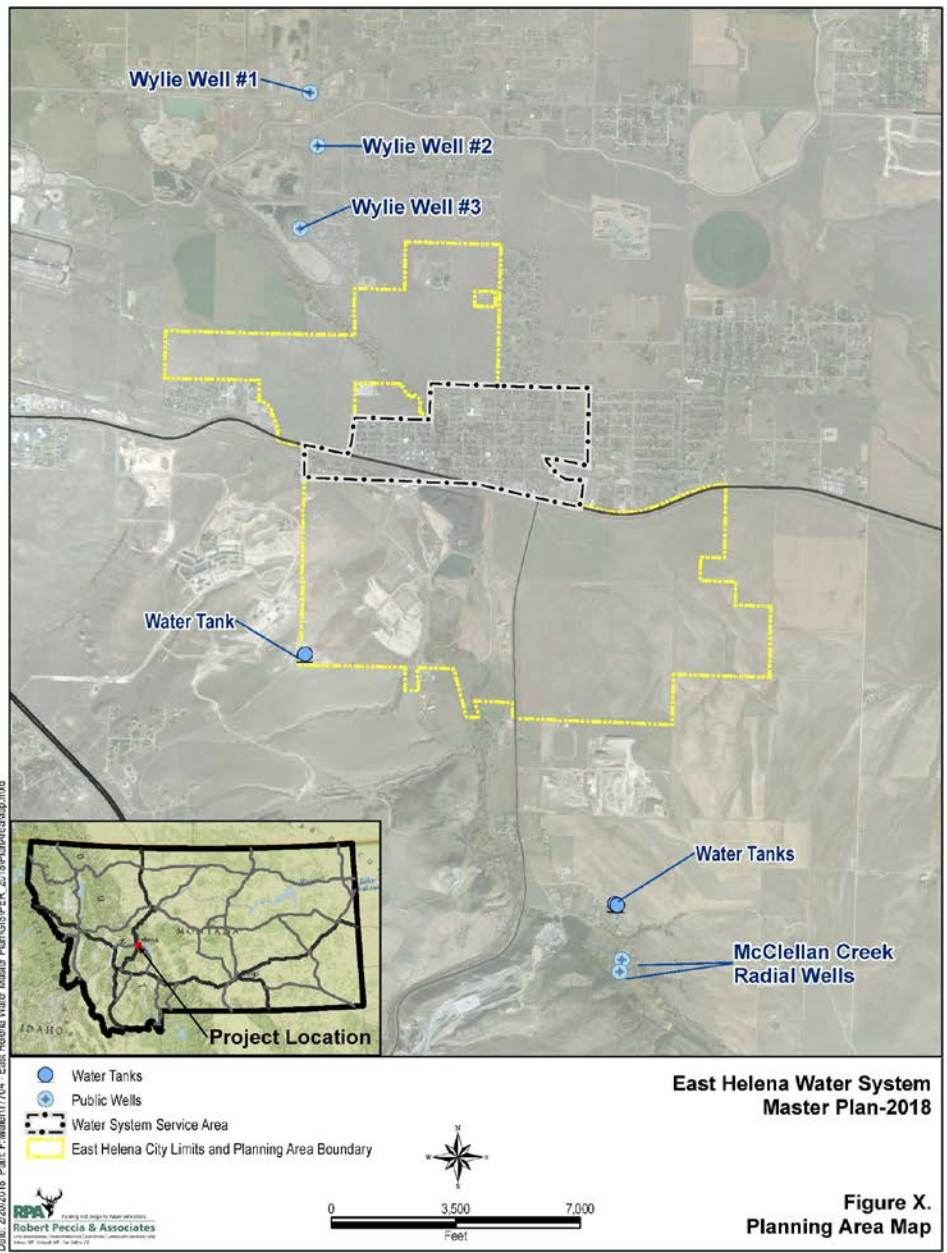 Wylie Well #1
Wylie Well #2
Wylie Well #3
Water Tank
Water Tanks
McClellan Creek
Radial Wells
MONTANA
IDAHO
Project Location
Water Tanks
Public Wells
Water System Service Area
East Helena City Limits and Planning Area Boundary
East Helena Water System
Master Plan-2018
N
W
S
0 3,500 7,000
Feet
RPA
Robert Peccia & Associates
Figure X.
Planning Area Map